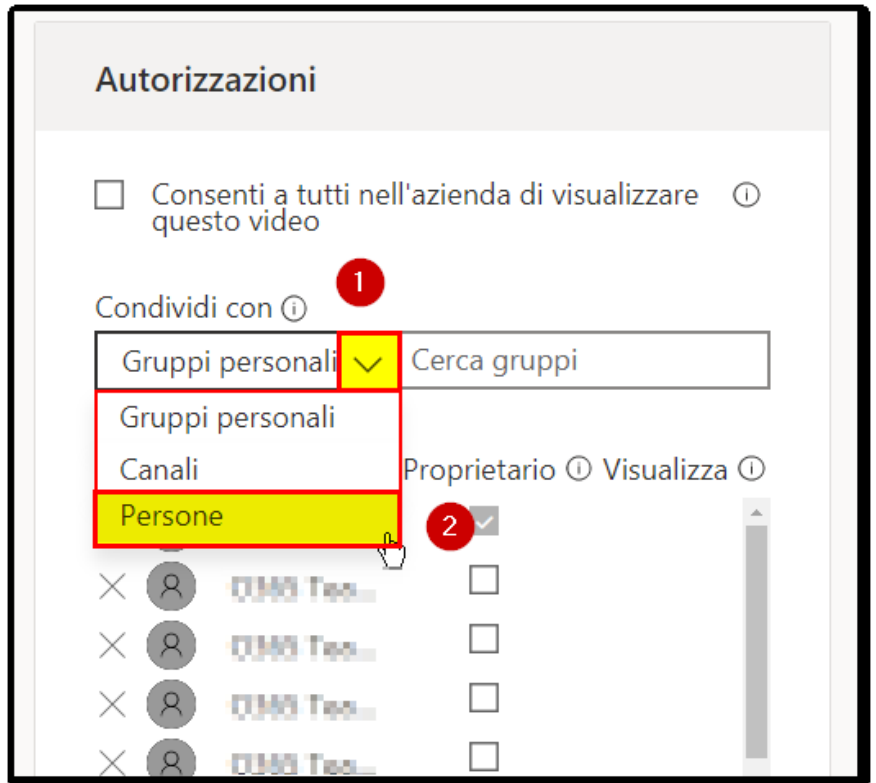 Autorizzazioni
Consenti a tutti nell'azienda di visualizzare
questo video
1
Condividi con
Gruppi personali
Cerca gruppi
Gruppi personali
Canali
Proprietario Visualizza
Persone
2